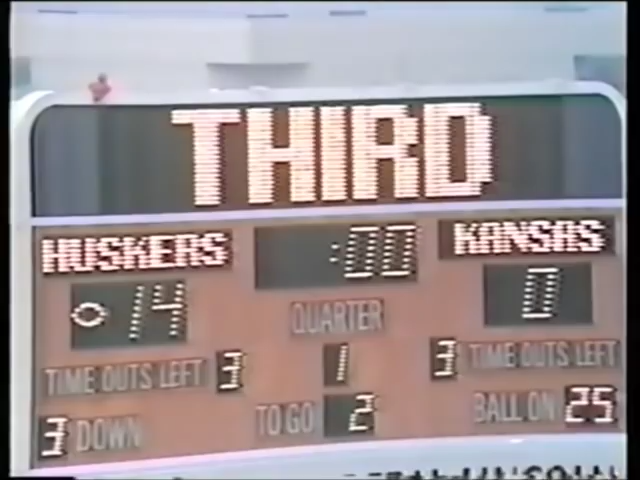 THIRD
HUSKERS :00 KANSAS
14 QUARTER 0
TIME OUTS LEFT 3 1 3 TIME OUTS LEFT
3 DOWN TO GO 2 BALL ON 25